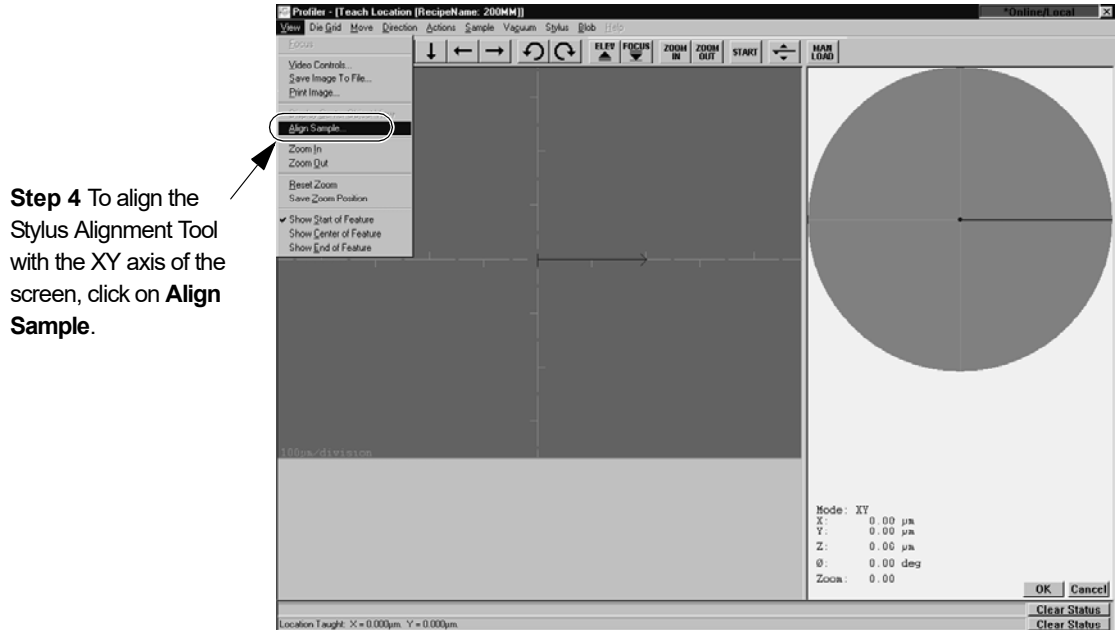 Profiler - [Teach Location [RecipeName: 200MM]]
*Online/Local
View Die Grid Move Direction Actions Sample Vacuum Stylus Blob Help
Focus
Video Controls...
Save Image To File...
Print Image...
Align Sample...
Zoom In
Zoom Out
Reset Zoom
Save Zoom Position
Show Start of Feature
Show Center of Feature
Show End of Feature
ELEV
FOCUS
ZOOM IN
ZOOM OUT
START
MAN LOAD
Step 4 To align the
Stylus Alignment Tool
with the XY axis of the
screen, click on Align
Sample.
100µm/division
Mode: XY
X: 0.00 µm
Y: 0.00 µm
Z: 0.00 µm
Ø: 0.00 deg
Zoom: 0.00
OK Cancel
Clear Status
Location Taught: X = 0.000µm Y = 0.000µm
Clear Status